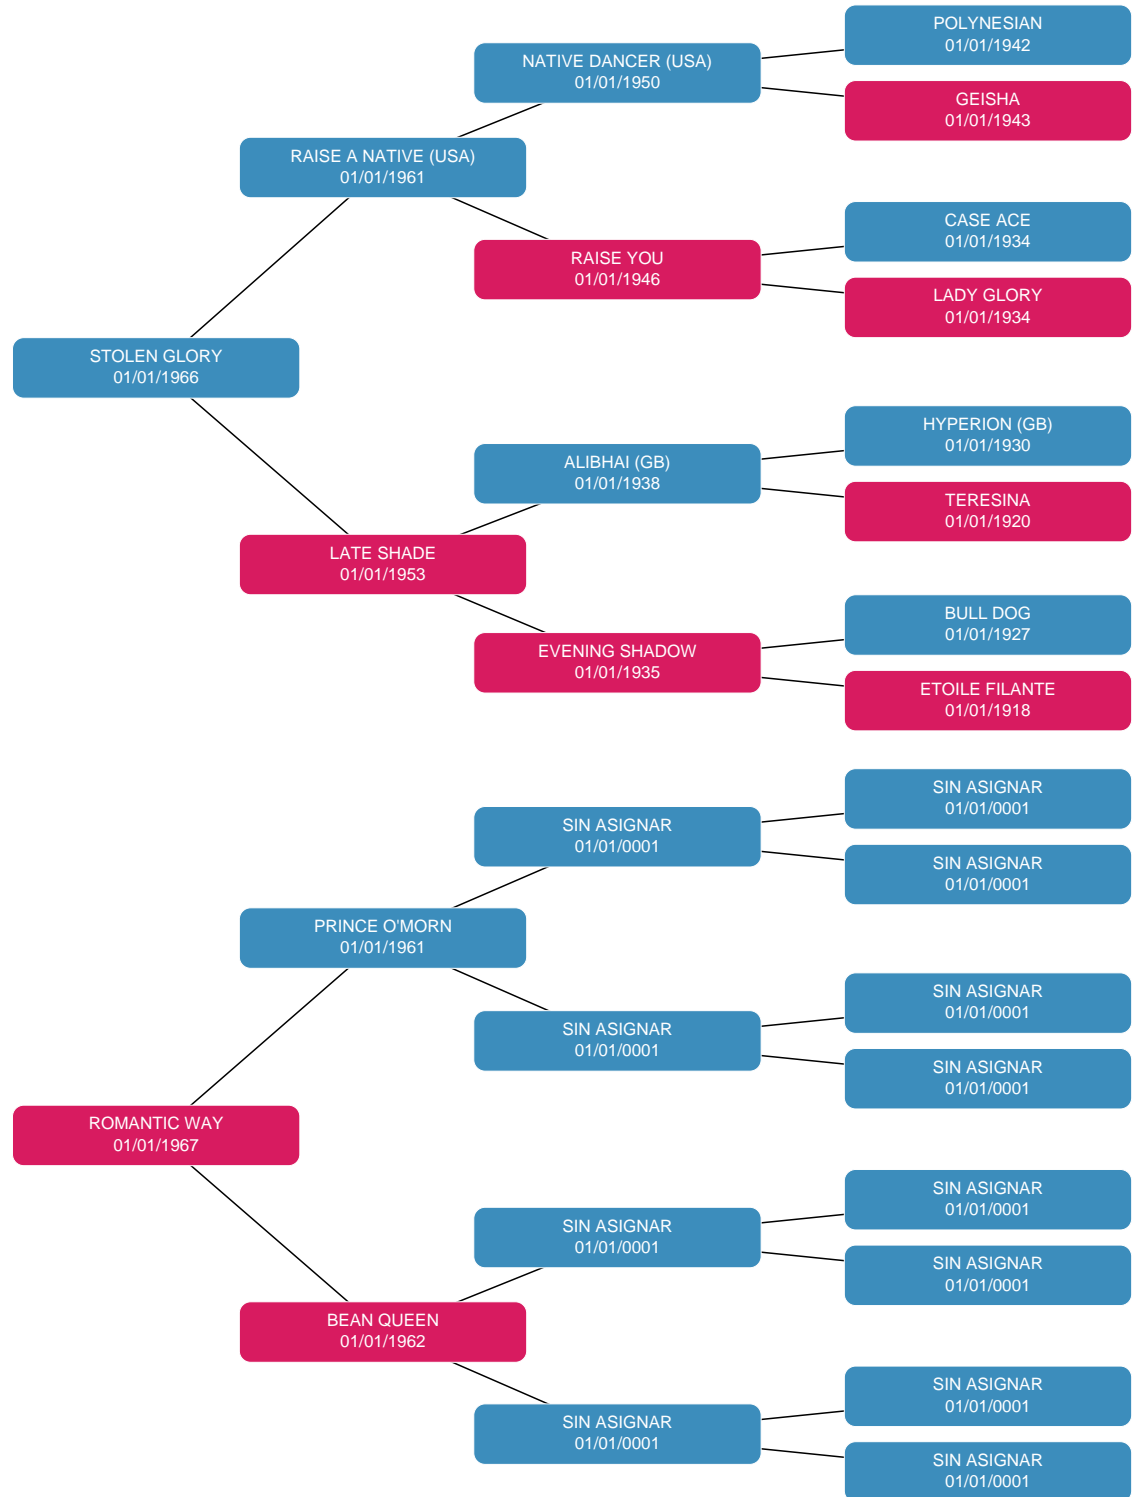 POLYNESIAN
01/01/1942
NATIVE DANCER (USA)
01/01/1950
GEISHA
01/01/1943
RAISE A NATIVE (USA)
01/01/1961
CASE ACE
01/01/1934
RAISE YOU
01/01/1946
LADY GLORY
01/01/1934
STOLEN GLORY
01/01/1966
HYPERION (GB)
01/01/1930
ALIBHAI (GB)
01/01/1938
TERESINA
01/01/1920
LATE SHADE
01/01/1953
BULL DOG
01/01/1927
EVENING SHADOW
01/01/1935
ETOILE FILANTE
01/01/1918
SIN ASIGNAR
01/01/0001
SIN ASIGNAR
01/01/0001
SIN ASIGNAR
01/01/0001
PRINCE O'MORN
01/01/1961
SIN ASIGNAR
01/01/0001
SIN ASIGNAR
01/01/0001
SIN ASIGNAR
01/01/0001
ROMANTIC WAY
01/01/1967
SIN ASIGNAR
01/01/0001
SIN ASIGNAR
01/01/0001
SIN ASIGNAR
01/01/0001
BEAN QUEEN
01/01/1962
SIN ASIGNAR
01/01/0001
SIN ASIGNAR
01/01/0001
SIN ASIGNAR
01/01/0001